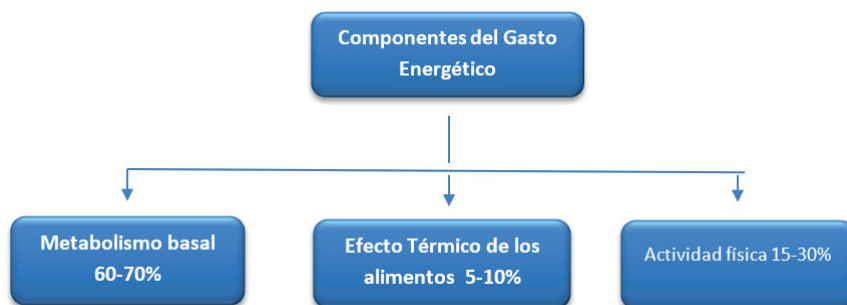 Componentes del Gasto
Energético
Metabolismo basal
60-70%
Efecto Térmico de los
alimentos 5-10%
Actividad física 15-30%